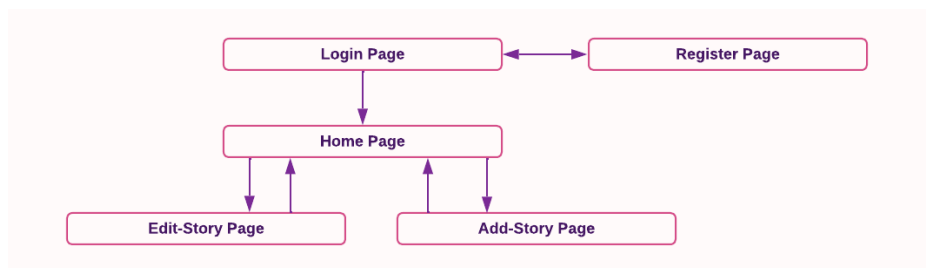 Login Page
Register Page
Home Page
Edit-Story Page
Add-Story Page